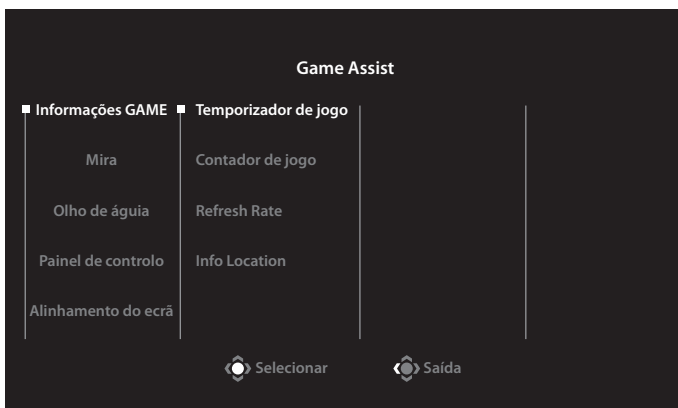 Game Assist
Informações GAME
Temporizador de jogo
Mira
Contador de jogo
Olho de águia
Refresh Rate
Painel de controlo
Info Location
Alinhamento do ecrã
Selecionar
Saída